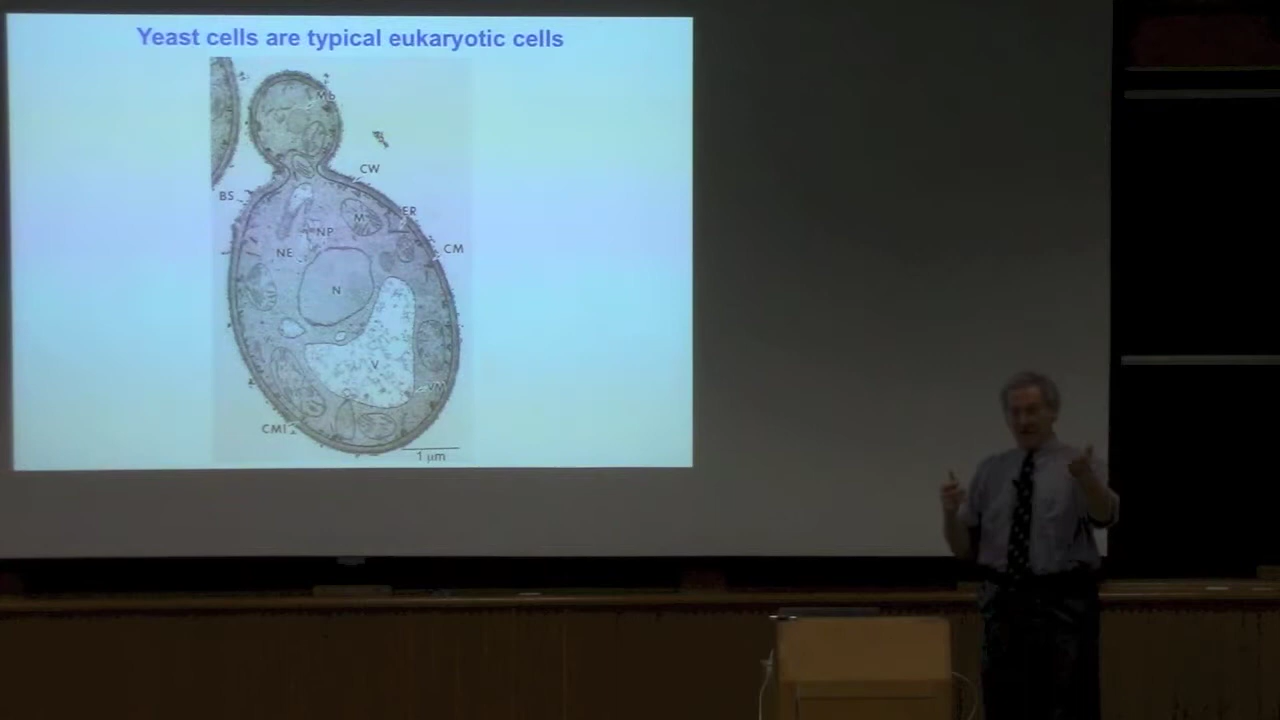 Yeast cells are typical eukaryotic cells
Mb
CW
BS
ER
M
NP
CM
NE
N
V
VM
CMI
1 μm